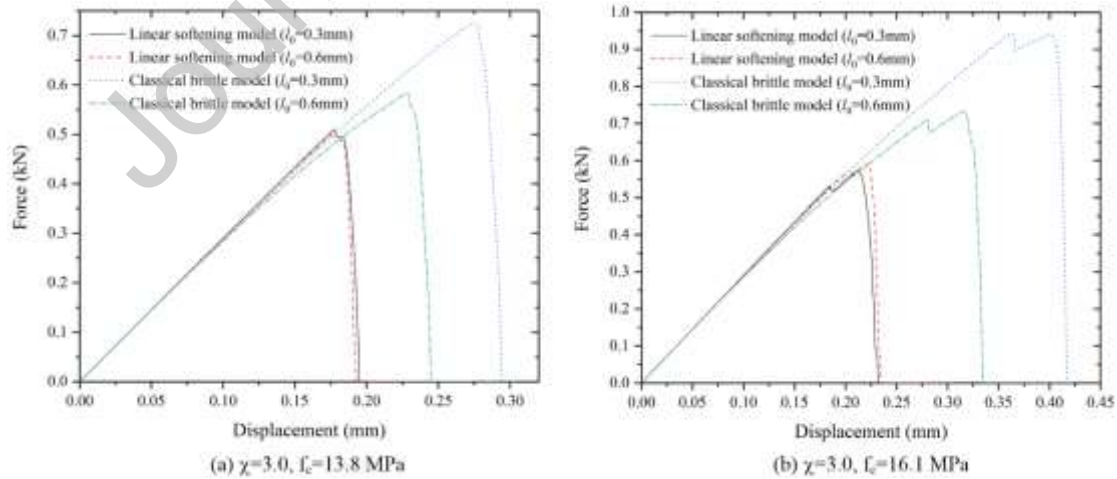 Jour
Linear softening model (l₀=0.3mm)
Linear softening model (l₀=0.6mm)
Classical brittle model (l₀=0.3mm)
Classical brittle model (l₀=0.6mm)
0.7
0.6
0.5
0.4
0.3
0.2
0.1
0.0
Force (kN)
0.00 0.05 0.10 0.15 0.20 0.25 0.30
Displacement (mm)
(a) χ=3.0, f꜀=13.8 MPa
Linear softening model (l₀=0.3mm)
Linear softening model (l₀=0.6mm)
Classical brittle model (l₀=0.3mm)
Classical brittle model (l₀=0.6mm)
1.0
0.9
0.8
0.7
0.6
0.5
0.4
0.3
0.2
0.1
0.0
Force (kN)
0.00 0.05 0.10 0.15 0.20 0.25 0.30 0.35 0.40 0.45
Displacement (mm)
(b) χ=3.0, f꜀=16.1 MPa